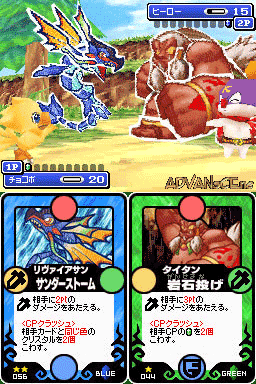 ヒーロー 15
2P
1P
チョコボ 20
ADVANsCEne
リヴァイアサン
サンダーストーム
相手に2ptの
ダメージをあたえる。
<CPクラッシュ>
相手カードと同じ色の
クリスタルを2個
こわす。
★★
056 BLUE
タイタン
岩石投げ
相手に3ptの
ダメージをあたえる。
<CPクラッシュ>
相手CPの を2個
こわす。
★
044 GREEN